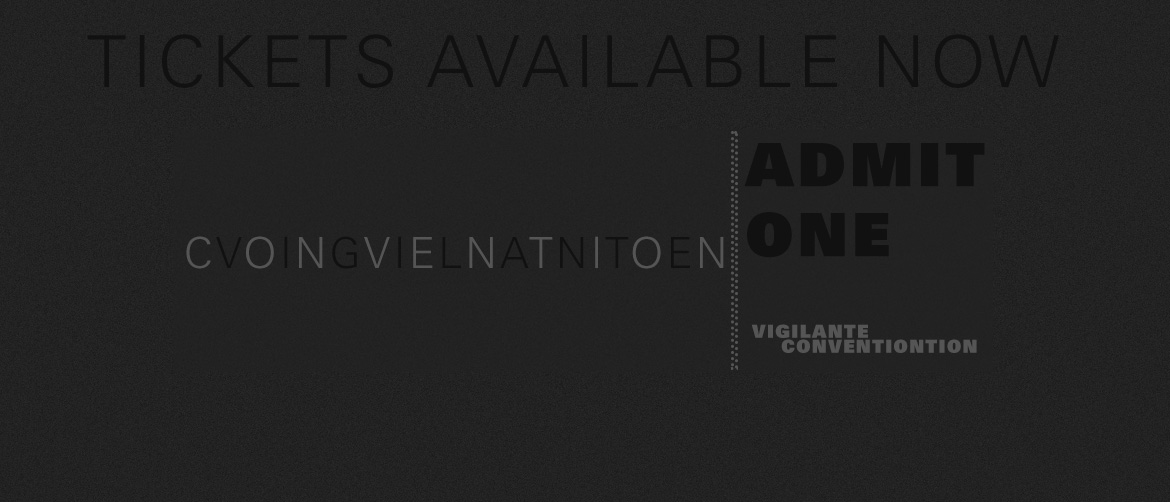 TICKETS AVAILABLE NOW
ADMIT
ONE
CVOINGVIELNATNITOEN
VIGILANTE
CONVENTIONTION